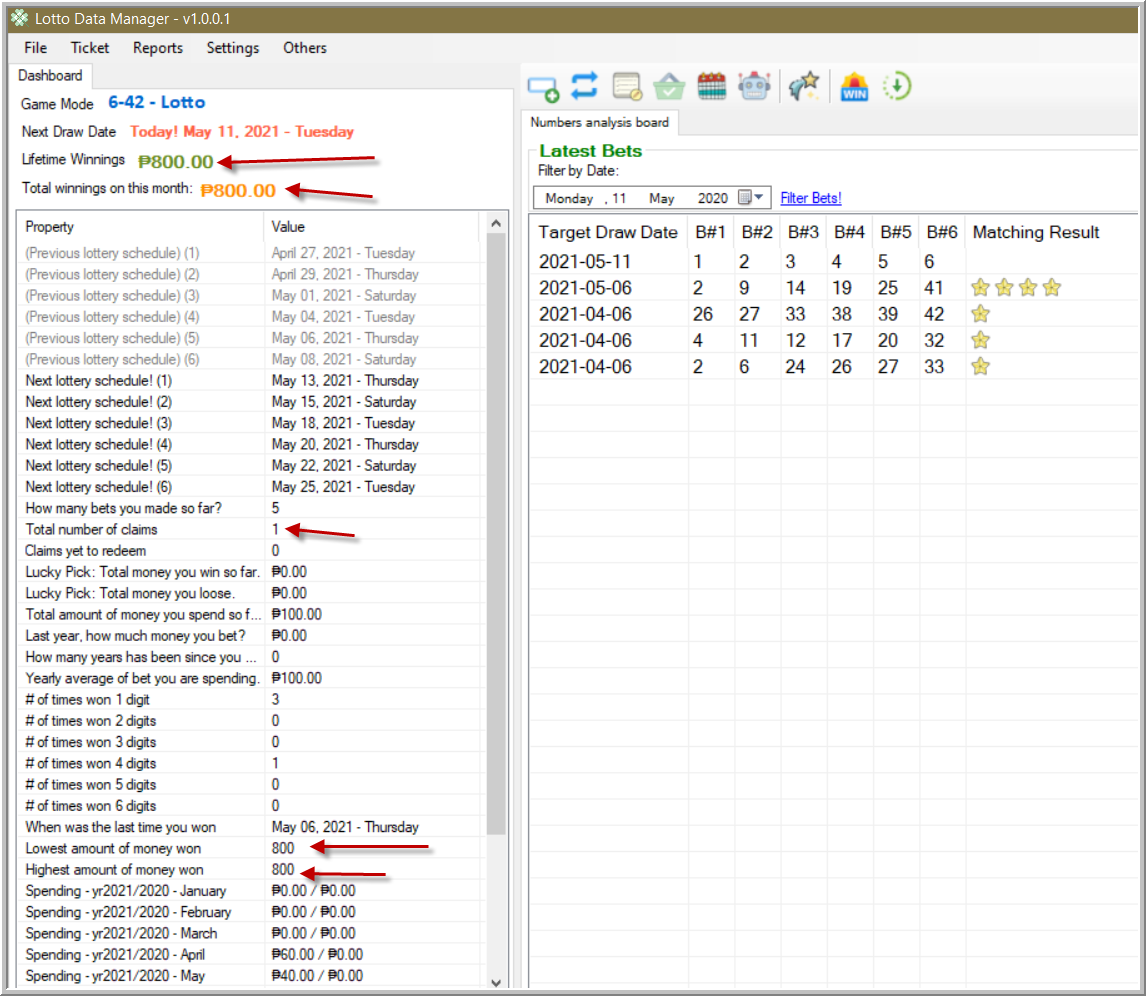 Lotto Data Manager - v1.0.0.1
File Ticket Reports Settings Others
Dashboard
Game Mode 6-42 - Lotto
Next Draw Date Today! May 11, 2021 - Tuesday
Lifetime Winnings ₱800.00
Total winnings on this month: ₱800.00
Property Value
(Previous lottery schedule) (1) April 27, 2021 - Tuesday
(Previous lottery schedule) (2) April 29, 2021 - Thursday
(Previous lottery schedule) (3) May 01, 2021 - Saturday
(Previous lottery schedule) (4) May 04, 2021 - Tuesday
(Previous lottery schedule) (5) May 06, 2021 - Thursday
(Previous lottery schedule) (6) May 08, 2021 - Saturday
Next lottery schedule! (1) May 13, 2021 - Thursday
Next lottery schedule! (2) May 15, 2021 - Saturday
Next lottery schedule! (3) May 18, 2021 - Tuesday
Next lottery schedule! (4) May 20, 2021 - Thursday
Next lottery schedule! (5) May 22, 2021 - Saturday
Next lottery schedule! (6) May 25, 2021 - Tuesday
How many bets you made so far? 5
Total number of claims 1
Claims yet to redeem 0
Lucky Pick: Total money you win so far. ₱0.00
Lucky Pick: Total money you loose. ₱0.00
Total amount of money you spend so f... ₱100.00
Last year, how much money you bet? ₱0.00
How many years has been since you ... 0
Yearly average of bet you are spending. ₱100.00
# of times won 1 digit 3
# of times won 2 digits 0
# of times won 3 digits 0
# of times won 4 digits 1
# of times won 5 digits 0
# of times won 6 digits 0
When was the last time you won May 06, 2021 - Thursday
Lowest amount of money won 800
Highest amount of money won 800
Spending - yr2021/2020 - January ₱0.00 / ₱0.00
Spending - yr2021/2020 - February ₱0.00 / ₱0.00
Spending - yr2021/2020 - March ₱0.00 / ₱0.00
Spending - yr2021/2020 - April ₱60.00 / ₱0.00
Spending - yr2021/2020 - May ₱40.00 / ₱0.00
WIN
Numbers analysis board
Latest Bets
Filter by Date:
Monday , 11 May 2020 Filter Bets!
Target Draw Date B#1 B#2 B#3 B#4 B#5 B#6 Matching Result
2021-05-11 1 2 3 4 5 6
2021-05-06 2 9 14 19 25 41
2021-04-06 26 27 33 38 39 42
2021-04-06 4 11 12 17 20 32
2021-04-06 2 6 24 26 27 33